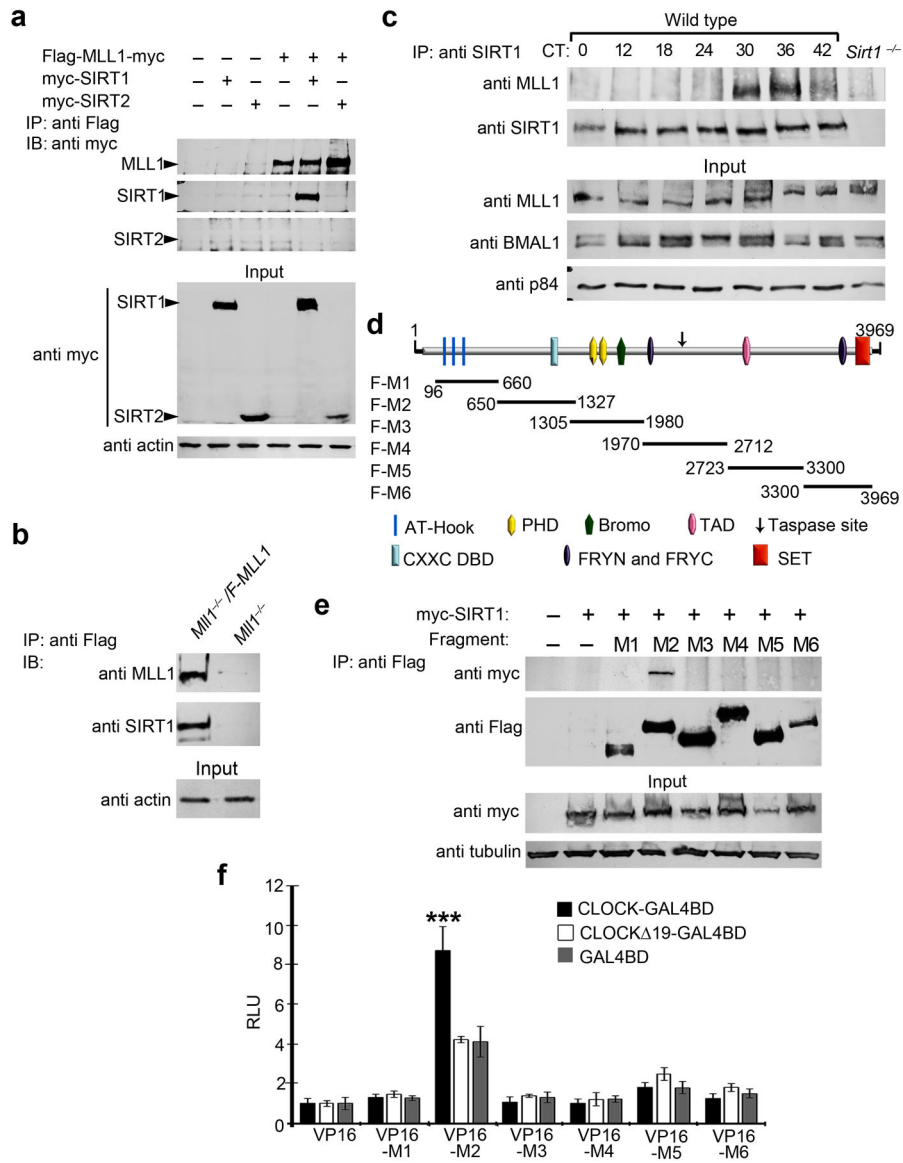 a
Flag-MLL1-myc – – – + + +
myc-SIRT1 – + – – + –
myc-SIRT2 – – + – – +
IP: anti Flag
IB: anti myc
MLL1
SIRT1
SIRT2
Input
SIRT1
anti myc
SIRT2
anti actin
b
Mll1–/–/F-MLL1
Mll1–/–
IP: anti Flag
IB:
anti MLL1
anti SIRT1
Input
anti actin
c
Wild type
IP: anti SIRT1 CT: 0 12 18 24 30 36 42 Sirt1 –/–
anti MLL1
anti SIRT1
Input
anti MLL1
anti BMAL1
anti p84
d
1 3969
F-M1 96 660
F-M2 650 1327
F-M3 1305 1980
F-M4 1970 2712
F-M5 2723 3300
F-M6 3300 3969
AT-Hook PHD Bromo TAD Taspase site
CXXC DBD FRYN and FRYC SET
e
myc-SIRT1: – + + + + + + +
Fragment: – – M1 M2 M3 M4 M5 M6
IP: anti Flag
anti myc
anti Flag
Input
anti myc
anti tubulin
f
12
10
8
6
4
2
0
RLU
***
CLOCK-GAL4BD
CLOCKΔ19-GAL4BD
GAL4BD
VP16 VP16 VP16 VP16 VP16 VP16 VP16
-M1 -M2 -M3 -M4 -M5 -M6